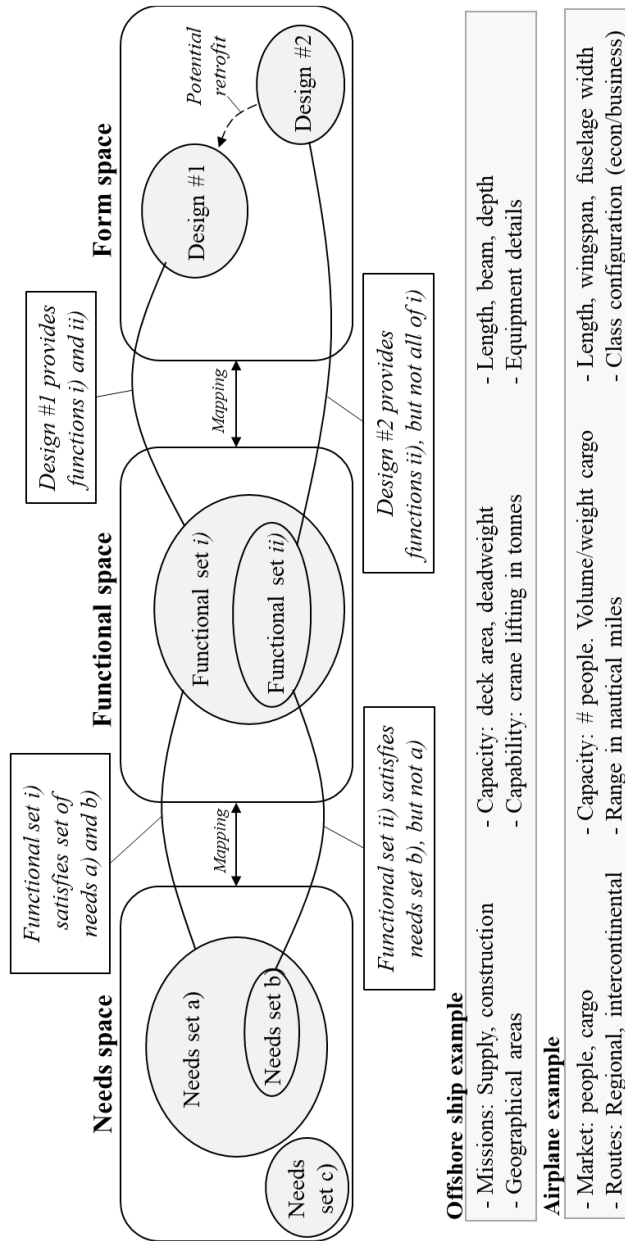 Needs space
Functional space
Form space
Functional set i)
satisfies set of
needs a) and b)
Design #1 provides
functions i) and ii)
Needs set a)
Needs set b)
Needs
set c)
Mapping
Functional set i)
Functional set ii)
Mapping
Design #1
Potential
retrofit
Design #2
Functional set ii) satisfies
needs set b), but not a)
Design #2 provides
functions ii), but not all of i)
Offshore ship example
- Missions: Supply, construction
- Geographical areas
- Capacity: deck area, deadweight
- Capability: crane lifting in tonnes
- Length, beam, depth
- Equipment details
Airplane example
- Market: people, cargo
- Routes: Regional, intercontinental
- Capacity: # people. Volume/weight cargo
- Range in nautical miles
- Length, wingspan, fuselage width
- Class configuration (econ/business)